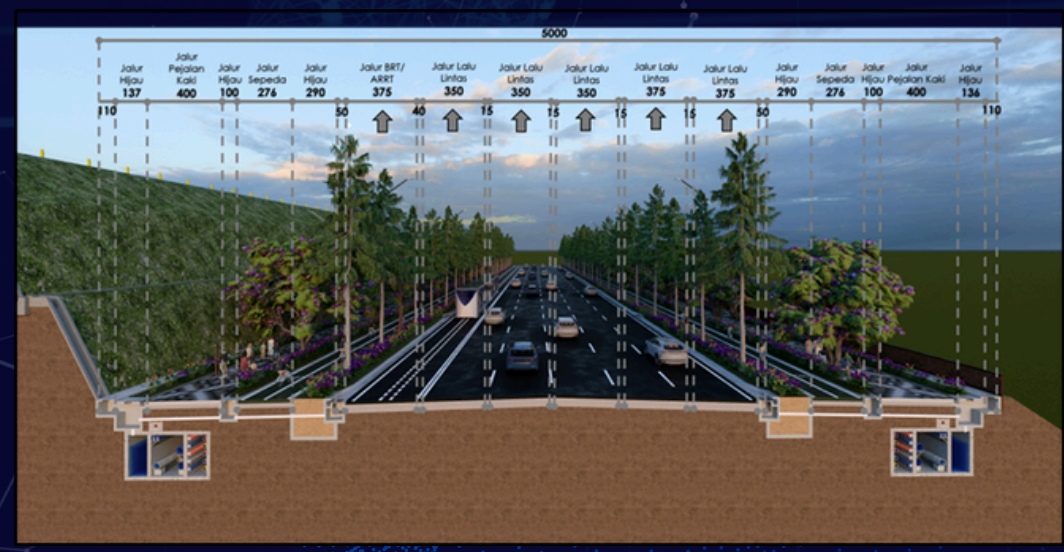 5000
Jalur
Hijau
137
Jalur
Pejalan
Kaki
400
Jalur
Hijau
100
Jalur
Sepeda
276
Jalur
Hijau
290
Jalur BRT/
ARRT
375
Jalur Lalu
Lintas
350
Jalur Lalu
Lintas
350
Jalur Lalu
Lintas
350
Jalur Lalu
Lintas
375
Jalur Lalu
Lintas
375
Jalur
Hijau
290
Jalur
Sepeda
276
Jalur
Hijau
100
Jalur
Pejalan Kaki
400
Jalur
Hijau
136
110
50
40
15
15
15
15
50
110